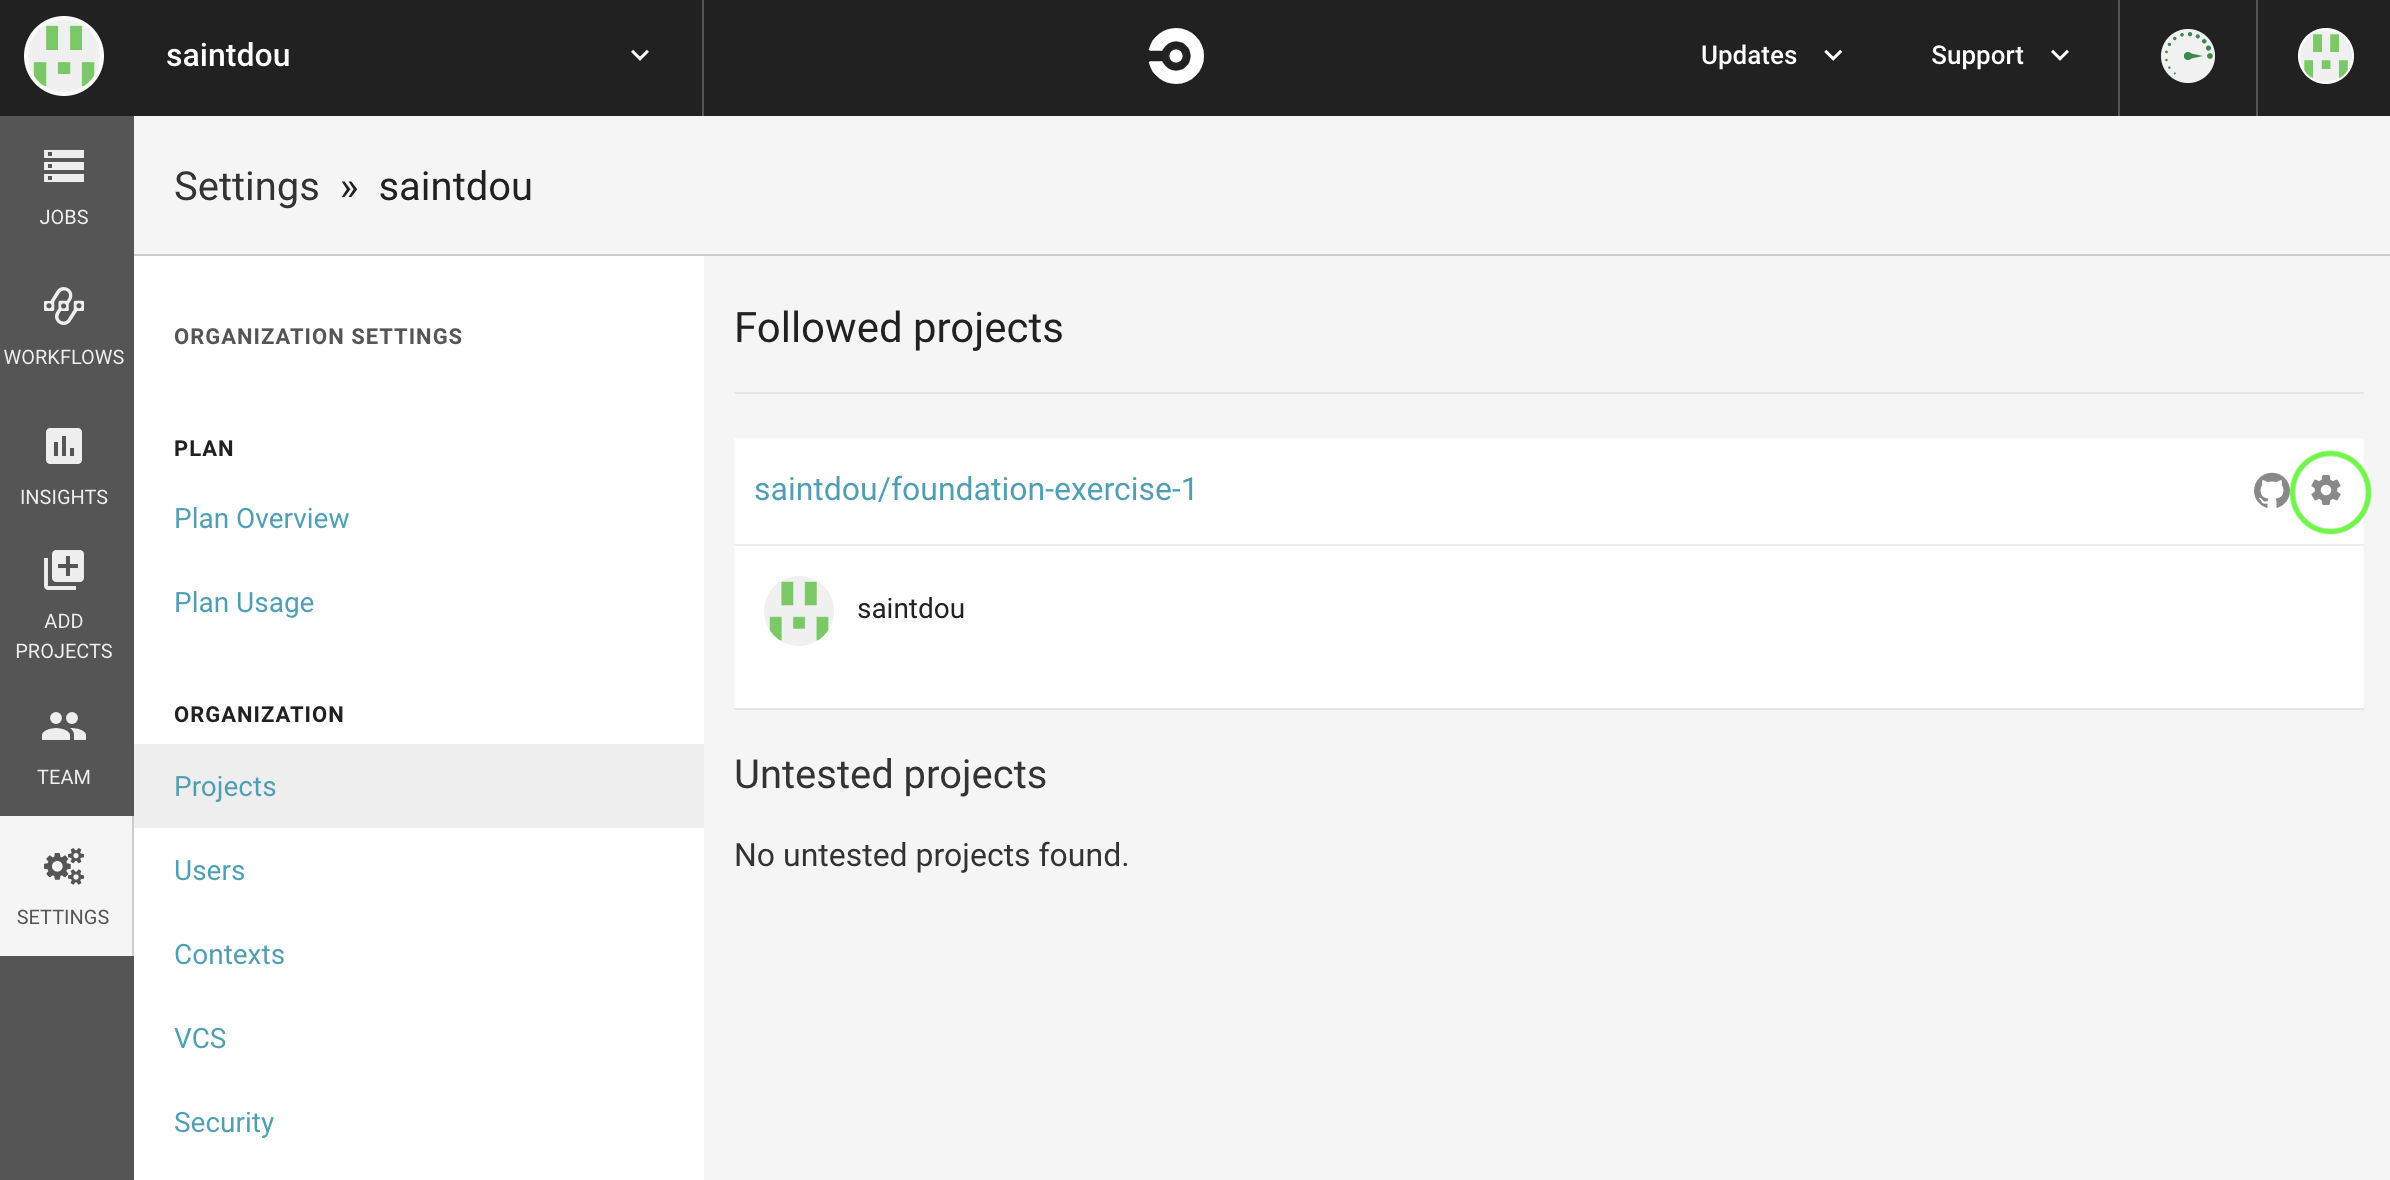 saintdou
Updates
Support
JOBS
WORKFLOWS
INSIGHTS
ADD
PROJECTS
TEAM
SETTINGS
Settings » saintdou
ORGANIZATION SETTINGS
PLAN
Plan Overview
Plan Usage
ORGANIZATION
Projects
Users
Contexts
VCS
Security
Followed projects
saintdou/foundation-exercise-1
saintdou
Untested projects
No untested projects found.